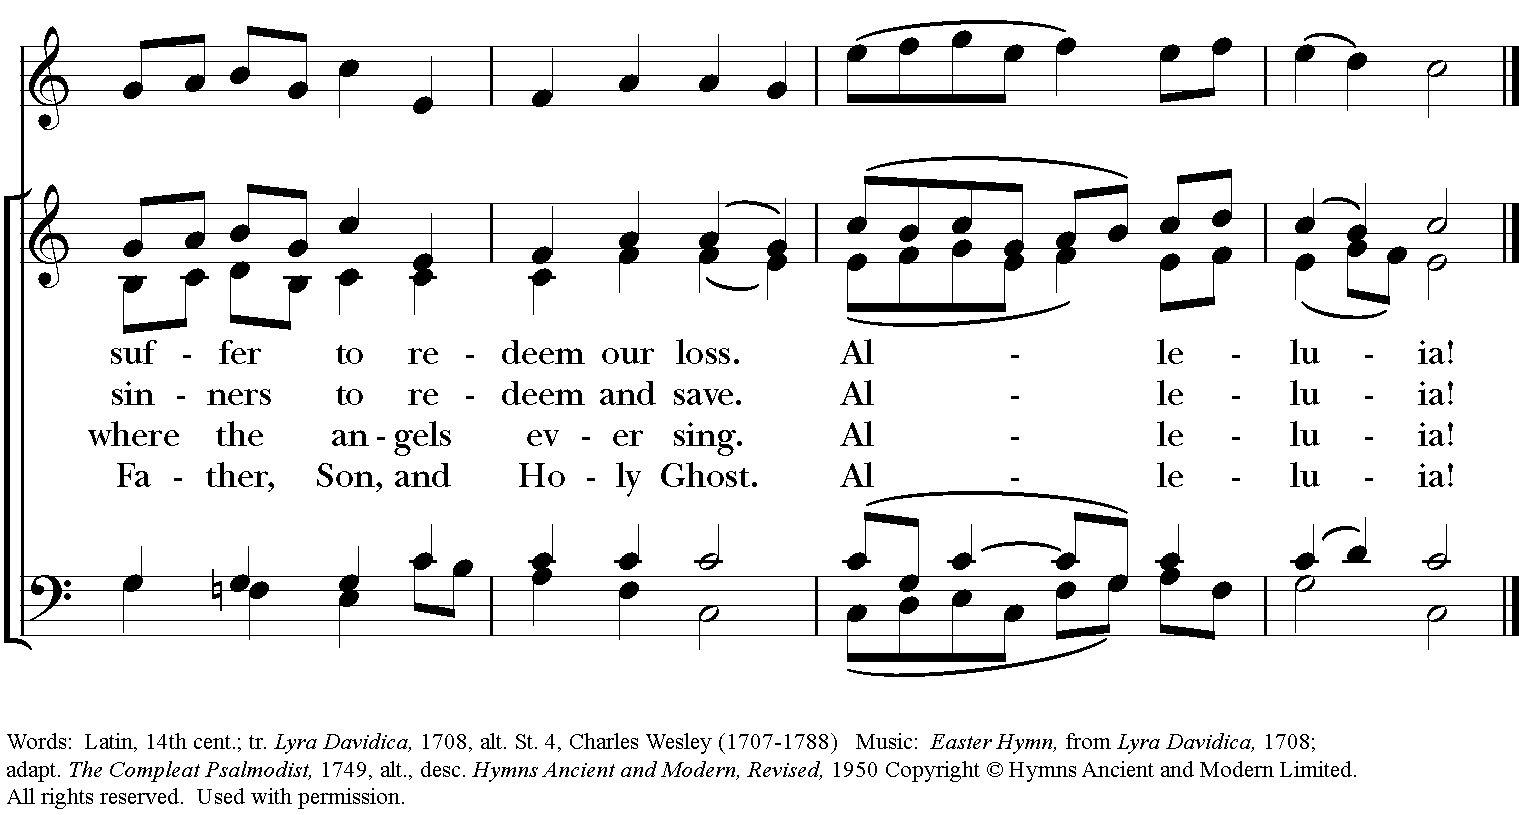 suf - fer to re - deem our loss. Al - le - lu - ia!
sin - ners to re - deem and save. Al - le - lu - ia!
where the an - gels ev - er sing. Al - le - lu - ia!
Fa - ther, Son, and Ho - ly Ghost. Al - le - lu - ia!
Words: Latin, 14th cent.; tr. Lyra Davidica, 1708, alt. St. 4, Charles Wesley (1707-1788) Music: Easter Hymn, from Lyra Davidica, 1708;
adapt. The Compleat Psalmodist, 1749, alt., desc. Hymns Ancient and Modern, Revised, 1950 Copyright © Hymns Ancient and Modern Limited.
All rights reserved. Used with permission.